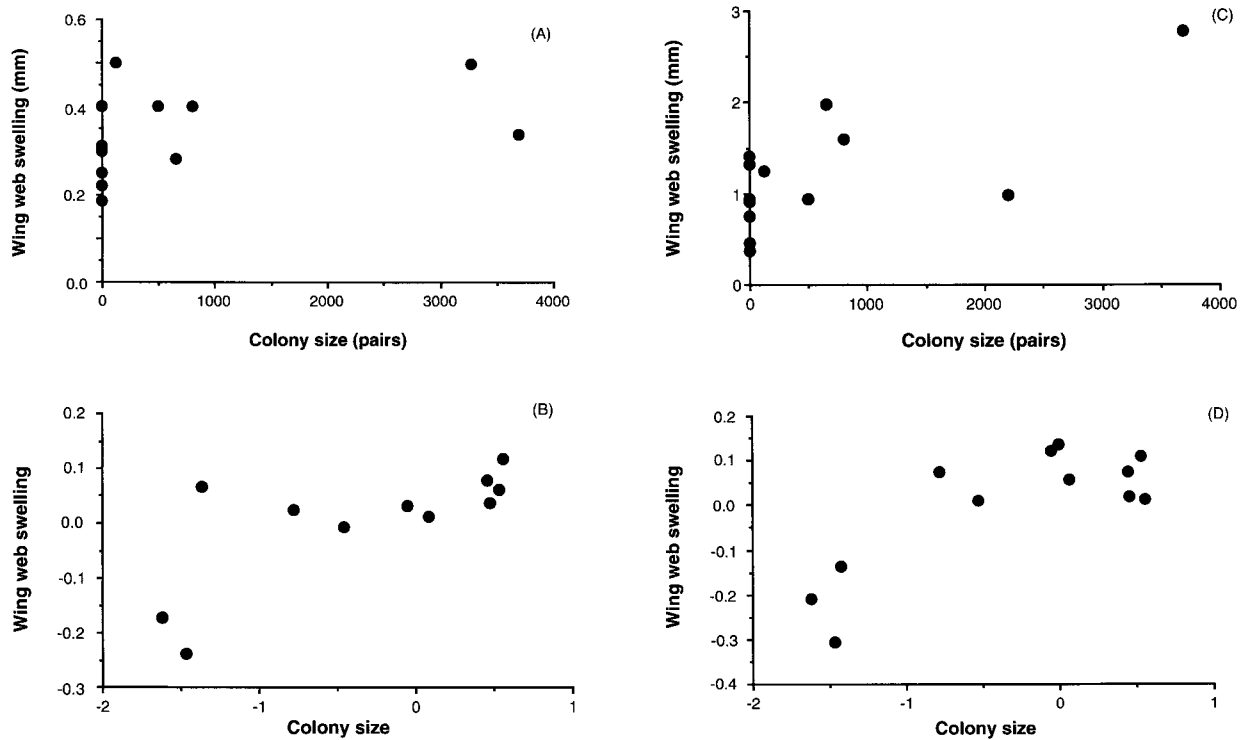 (A)
Wing web swelling (mm)
0.6
0.4
0.2
0.0
0 1000 2000 3000 4000
Colony size (pairs)
(C)
Wing web swelling (mm)
3
2
1
0
0 1000 2000 3000 4000
Colony size (pairs)
(B)
Wing web swelling
0.2
0.1
0.0
-0.1
-0.2
-0.3
-2 -1 0 1
Colony size
(D)
Wing web swelling
0.2
0.1
0.0
-0.1
-0.2
-0.3
-0.4
-2 -1 0 1
Colony size